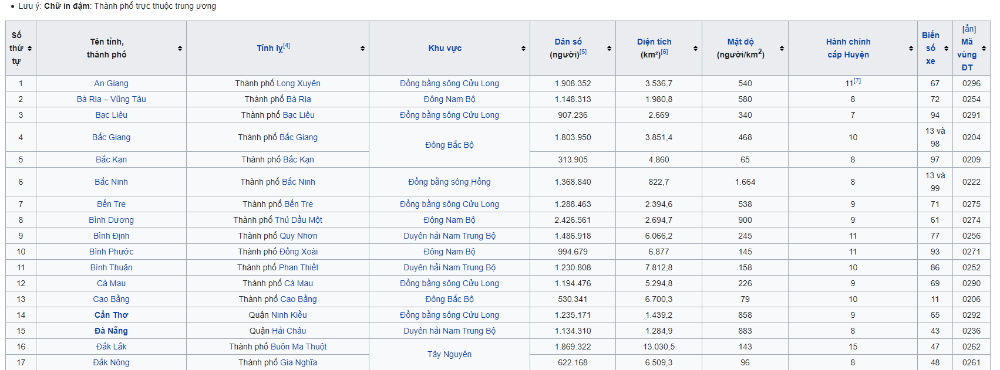 • Lưu ý: Chữ in đậm: Thành phố trực thuộc trung ương
Số thứ tự Tên tỉnh, thành phố Tỉnh lỵ[4] Khu vực Dân số (người)[5] Diện tích (km²)[6] Mật độ (người/km2) Hành chính cấp Huyện Biển số xe [ẩn] Mã vùng ĐT
1 An Giang Thành phố Long Xuyên Đồng bằng sông Cửu Long 1.908.352 3.536,7 540 11[7] 67 0296
2 Bà Rịa – Vũng Tàu Thành phố Bà Rịa Đông Nam Bộ 1.148.313 1.980,8 580 8 72 0254
3 Bạc Liêu Thành phố Bạc Liêu Đồng bằng sông Cửu Long 907.236 2.669 340 7 94 0291
4 Bắc Giang Thành phố Bắc Giang Đông Bắc Bộ 1.803.950 3.851,4 468 10 13 và 98 0204
5 Bắc Kạn Thành phố Bắc Kạn 313.905 4.860 65 8 97 0209
6 Bắc Ninh Thành phố Bắc Ninh Đồng bằng sông Hồng 1.368.840 822,7 1.664 8 13 và 99 0222
7 Bến Tre Thành phố Bến Tre Đồng bằng sông Cửu Long 1.288.463 2.394,6 538 9 71 0275
8 Bình Dương Thành phố Thủ Dầu Một Đông Nam Bộ 2.426.561 2.694,7 900 9 61 0274
9 Bình Định Thành phố Quy Nhơn Duyên hải Nam Trung Bộ 1.486.918 6.066,2 245 11 77 0256
10 Bình Phước Thành phố Đồng Xoài Đông Nam Bộ 994.679 6.877 145 11 93 0271
11 Bình Thuận Thành phố Phan Thiết Duyên hải Nam Trung Bộ 1.230.808 7.812,8 158 10 86 0252
12 Cà Mau Thành phố Cà Mau Đồng bằng sông Cửu Long 1.194.476 5.294,8 226 9 69 0290
13 Cao Bằng Thành phố Cao Bằng Đông Bắc Bộ 530.341 6.700,3 79 10 11 0206
14 Cần Thơ Quận Ninh Kiều Đồng bằng sông Cửu Long 1.235.171 1.439,2 858 9 65 0292
15 Đà Nẵng Quận Hải Châu Duyên hải Nam Trung Bộ 1.134.310 1.284,9 883 8 43 0236
16 Đắk Lắk Thành phố Buôn Ma Thuột Tây Nguyên 1.869.322 13.030,5 143 15 47 0262
17 Đắk Nông Thành phố Gia Nghĩa 622.168 6.509,3 96 8 48 0261